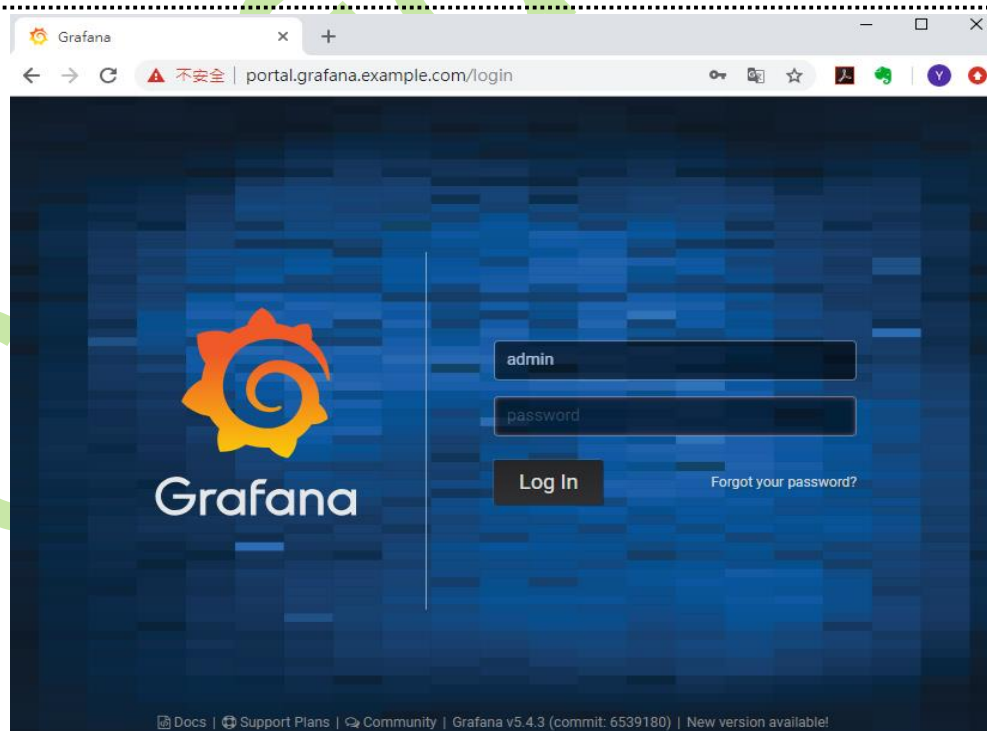 Grafana
不安全 | portal.grafana.example.com/login
Y
admin
password
Log In
Forgot your password?
Grafana
Docs | Support Plans | Community | Grafana v5.4.3 (commit: 6539180) | New version available!